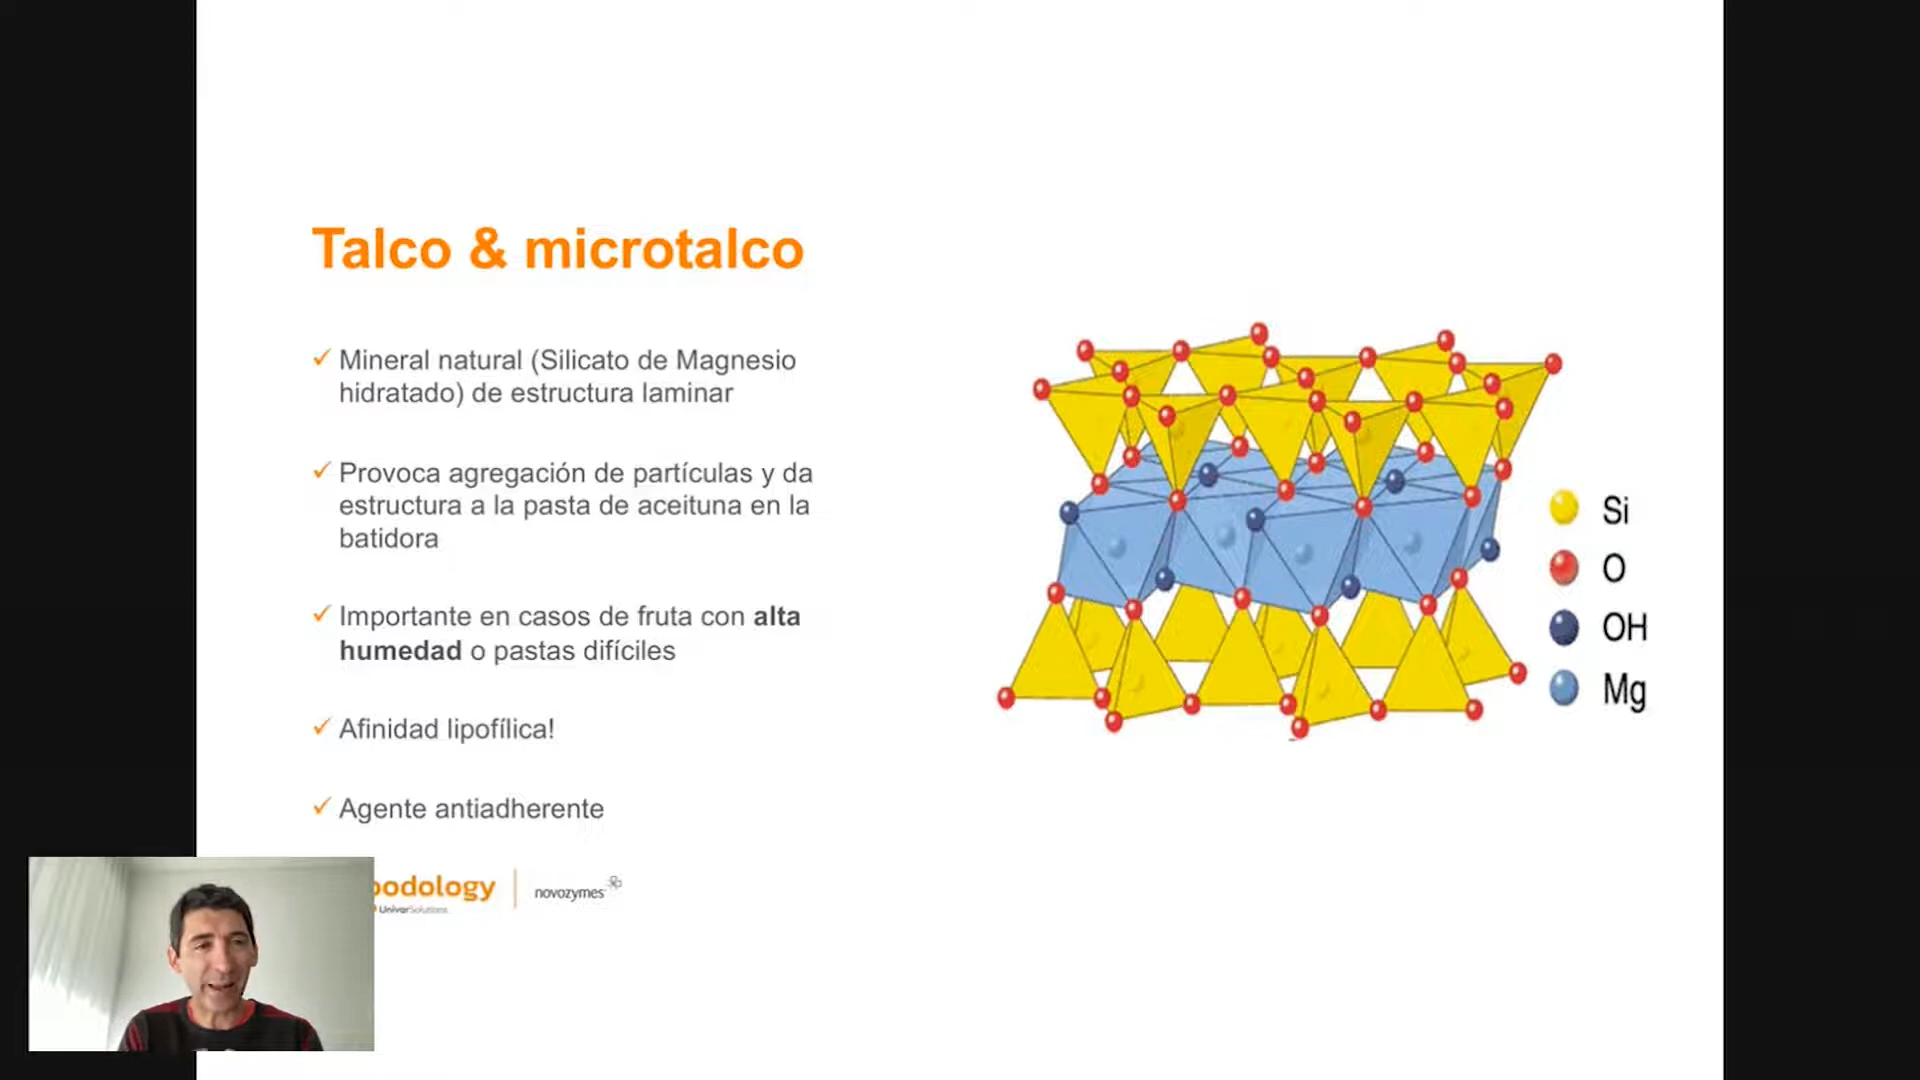 Talco & microtalco
✓ Mineral natural (Silicato de Magnesio
hidratado) de estructura laminar
✓ Provoca agregación de partículas y da
estructura a la pasta de aceituna en la
batidora
✓ Importante en casos de fruta con alta
humedad o pastas difíciles
✓ Afinidad lipofílica!
✓ Agente antiadherente
Si
O
OH
Mg
odology
UnivarSolutions
novozymes